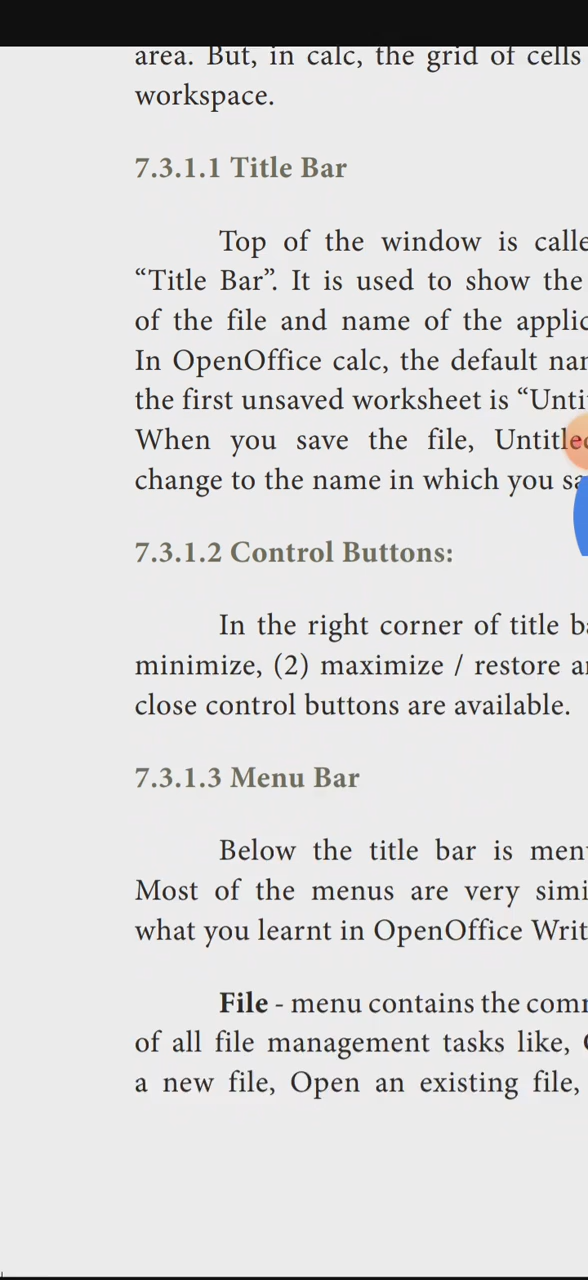 area. But, in calc, the grid of cells
workspace.
7.3.1.1 Title Bar
Top of the window is calle
“Title Bar”. It is used to show the
of the file and name of the applic
In OpenOffice calc, the default nam
the first unsaved worksheet is “Unti
When you save the file, Untitled
change to the name in which you sa
7.3.1.2 Control Buttons:
In the right corner of title ba
minimize, (2) maximize / restore an
close control buttons are available.
7.3.1.3 Menu Bar
Below the title bar is menu
Most of the menus are very simi
what you learnt in OpenOffice Writ
File - menu contains the comm
of all file management tasks like, C
a new file, Open an existing file,